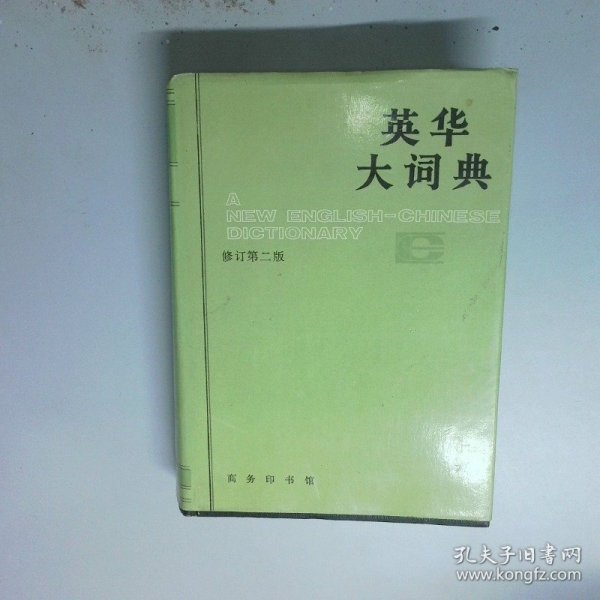 英华
大词典
A
NEW ENGLISH-CHINESE
DICTIONARY
修订第二版
商务印书馆
孔夫子旧书网
www.kongfz.com